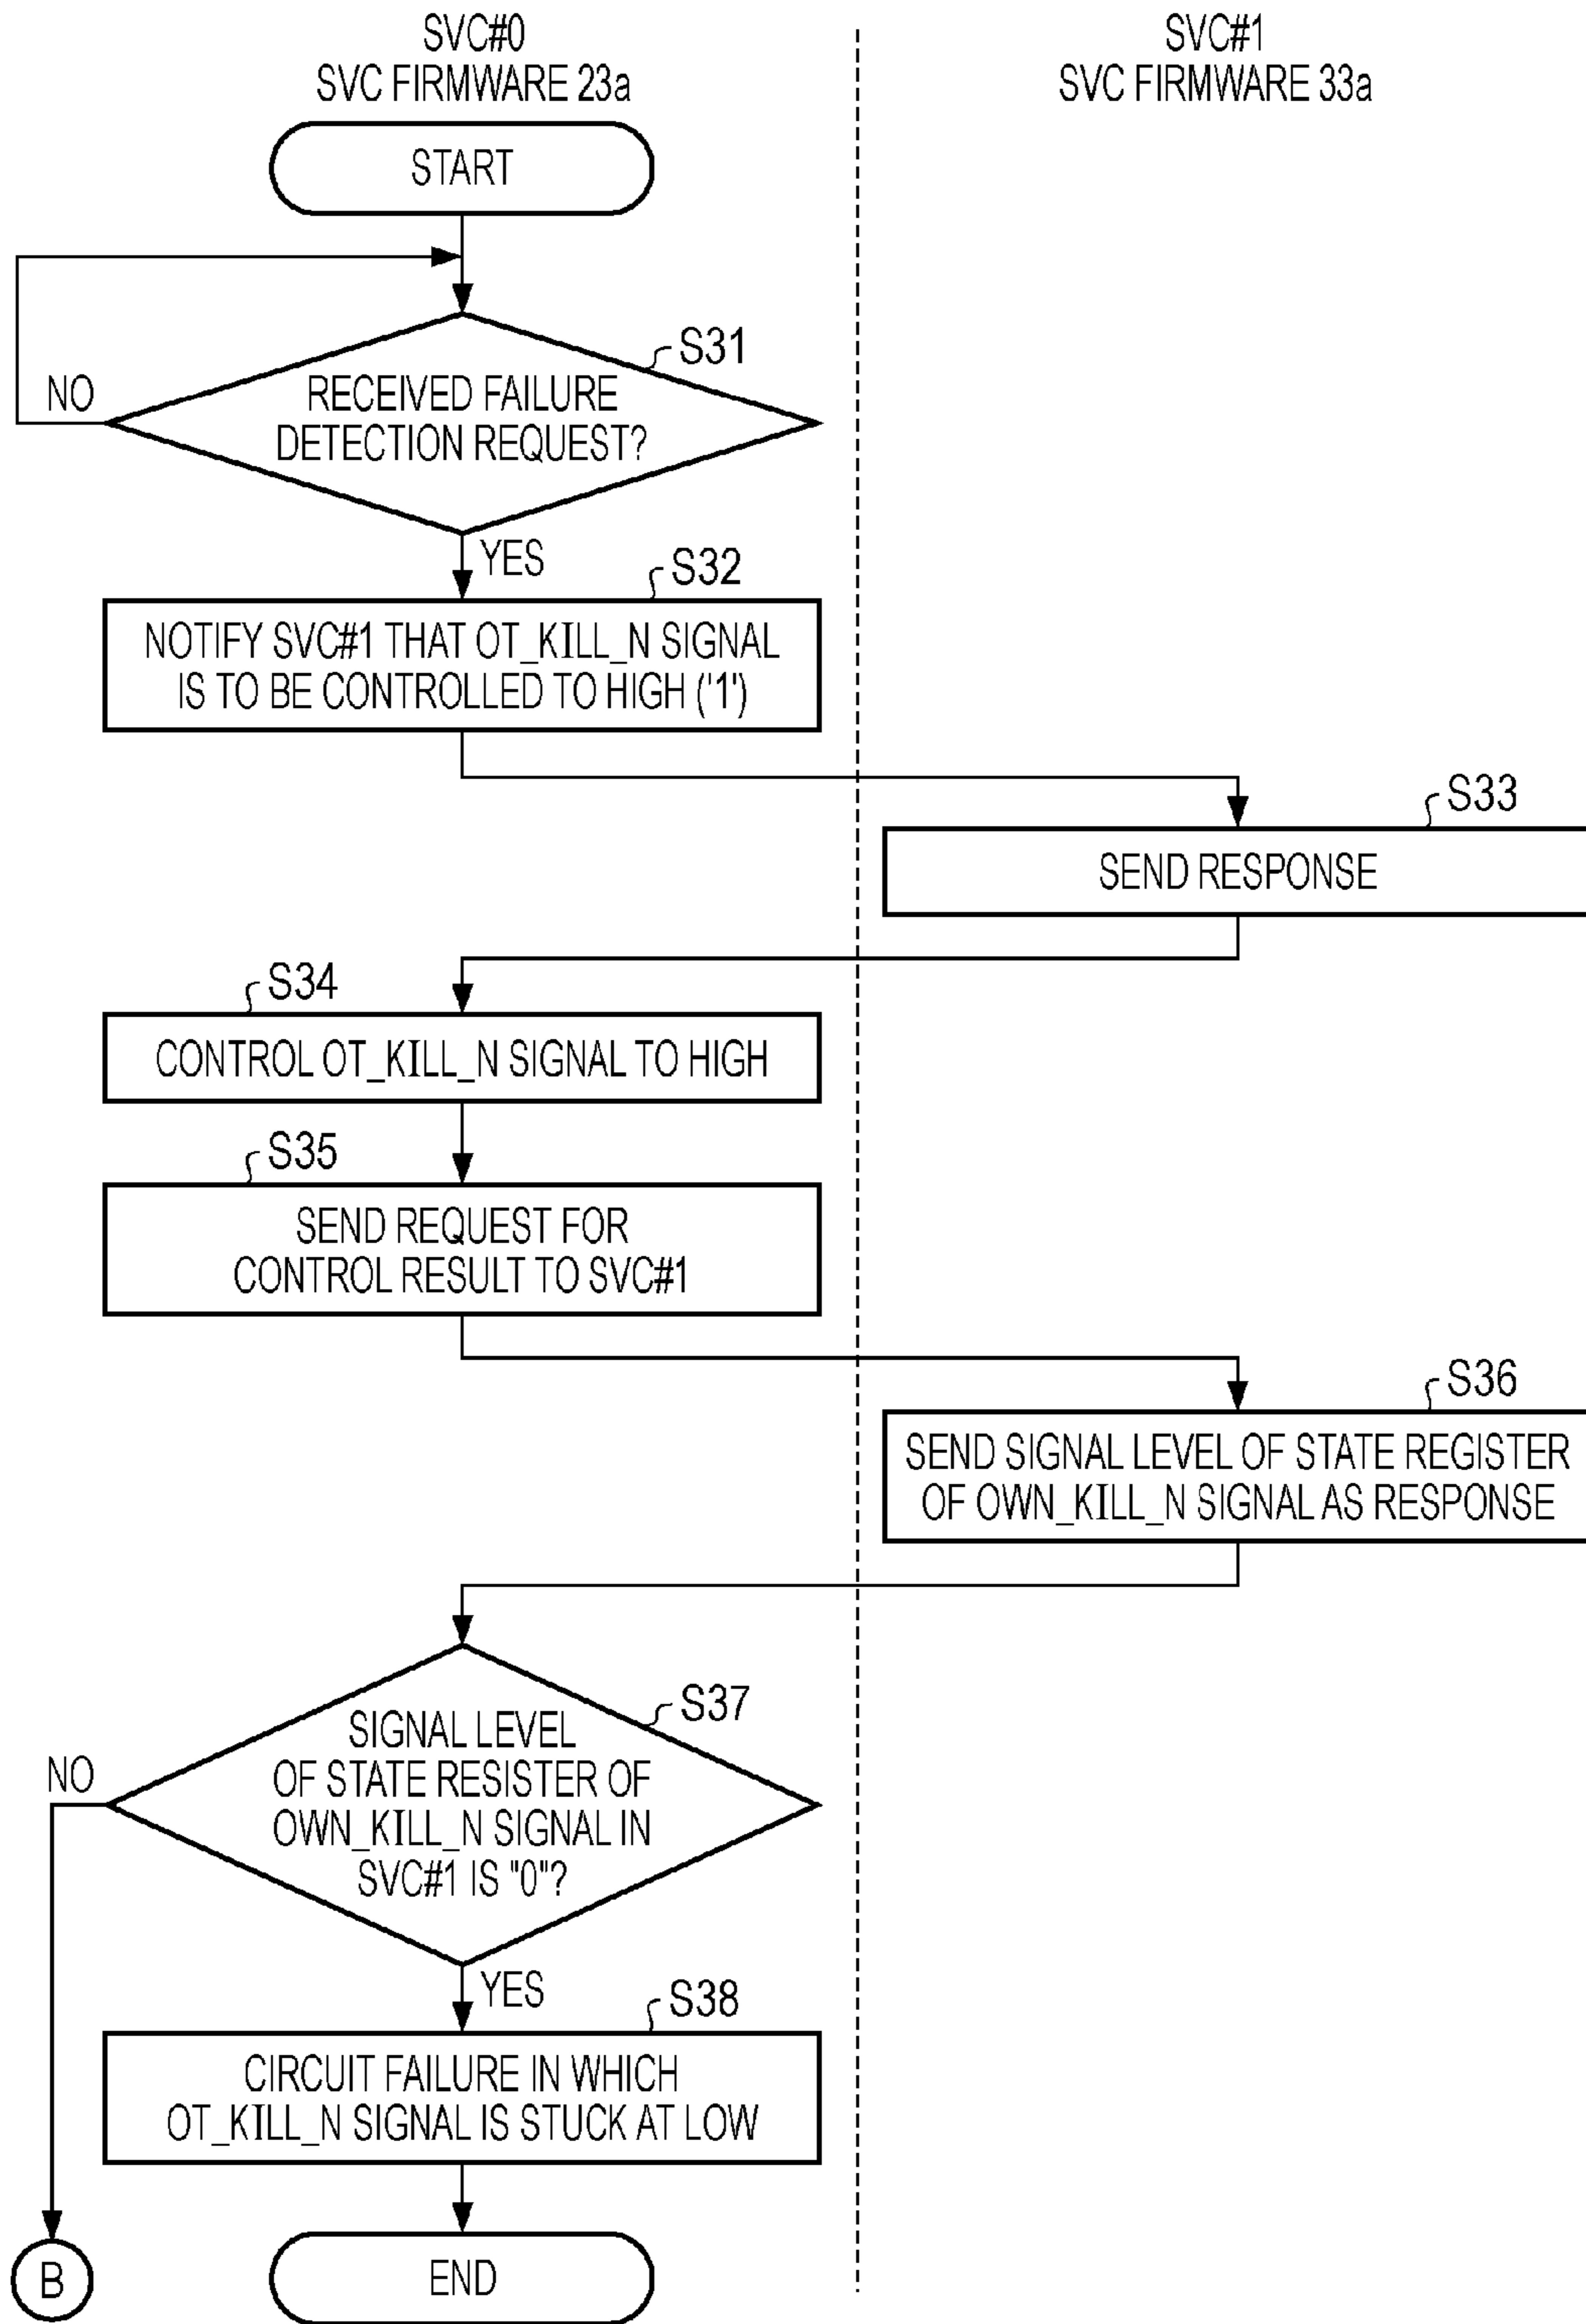 SVC#0
SVC FIRMWARE 23a
SVC#1
SVC FIRMWARE 33a
START
S31
NO
RECEIVED FAILURE
DETECTION REQUEST?
YES
S32
NOTIFY SVC#1 THAT OT_KILL_N SIGNAL
IS TO BE CONTROLLED TO HIGH ('1')
S33
SEND RESPONSE
S34
CONTROL OT_KILL_N SIGNAL TO HIGH
S35
SEND REQUEST FOR
CONTROL RESULT TO SVC#1
S36
SEND SIGNAL LEVEL OF STATE REGISTER
OF OWN_KILL_N SIGNAL AS RESPONSE
S37
NO
SIGNAL LEVEL
OF STATE RESISTER OF
OWN_KILL_N SIGNAL IN
SVC#1 IS "0"?
YES
S38
CIRCUIT FAILURE IN WHICH
OT_KILL_N SIGNAL IS STUCK AT LOW
B
END